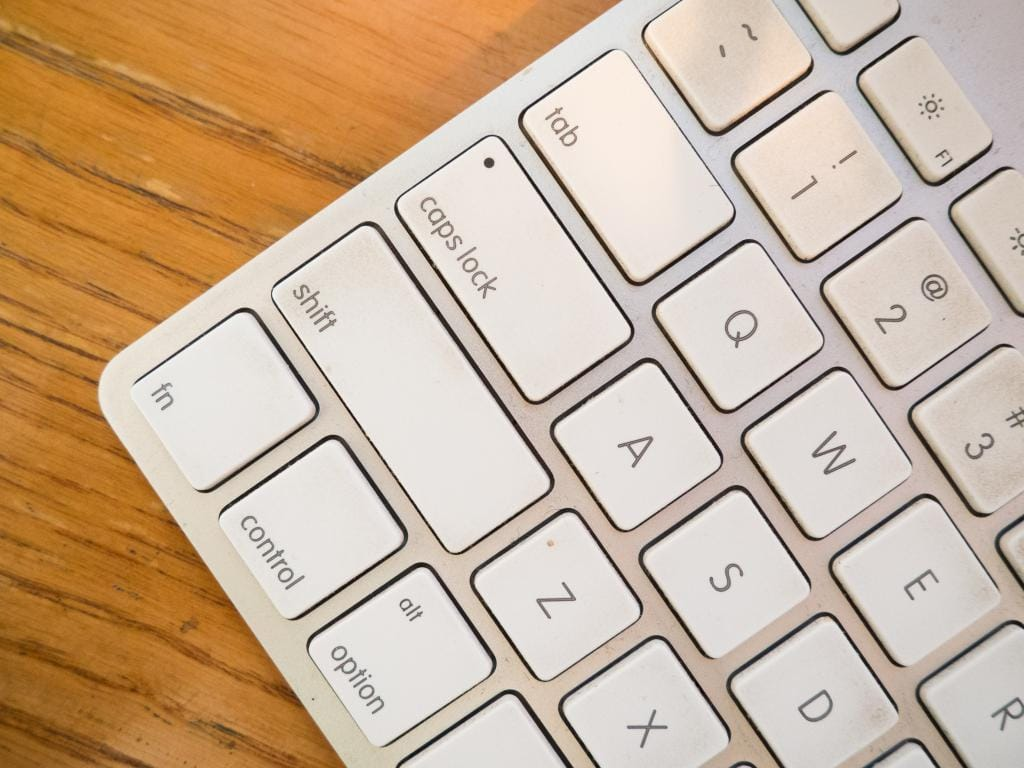 F1
~
`
!
1
@
2
#
3
tab
Q
W
E
R
caps lock
A
S
D
shift
Z
X
fn
control
alt
option